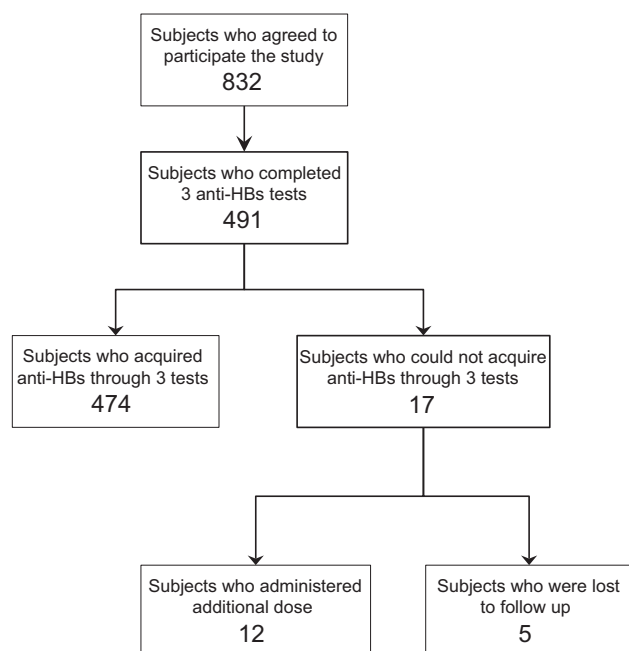 Subjects who agreed to
participate the study
832
Subjects who completed
3 anti-HBs tests
491
Subjects who acquired
anti-HBs through 3 tests
474
Subjects who could not acquire
anti-HBs through 3 tests
17
Subjects who administered
additional dose
12
Subjects who were lost
to follow up
5